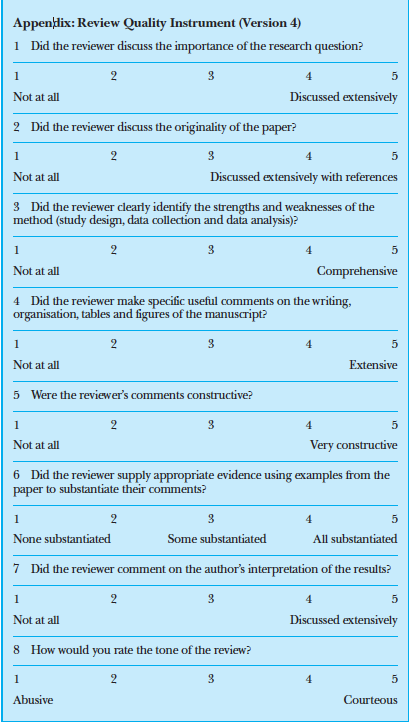 Appendix: Review Quality Instrument (Version 4)
1 Did the reviewer discuss the importance of the research question?
1 2 3 4 5
Not at all Discussed extensively
2 Did the reviewer discuss the originality of the paper?
1 2 3 4 5
Not at all Discussed extensively with references
3 Did the reviewer clearly identify the strengths and weaknesses of the
method (study design, data collection and data analysis)?
1 2 3 4 5
Not at all Comprehensive
4 Did the reviewer make specific useful comments on the writing,
organisation, tables and figures of the manuscript?
1 2 3 4 5
Not at all Extensive
5 Were the reviewer's comments constructive?
1 2 3 4 5
Not at all Very constructive
6 Did the reviewer supply appropriate evidence using examples from the
paper to substantiate their comments?
1 2 3 4 5
None substantiated Some substantiated All substantiated
7 Did the reviewer comment on the author's interpretation of the results?
1 2 3 4 5
Not at all Discussed extensively
8 How would you rate the tone of the review?
1 2 3 4 5
Abusive Courteous